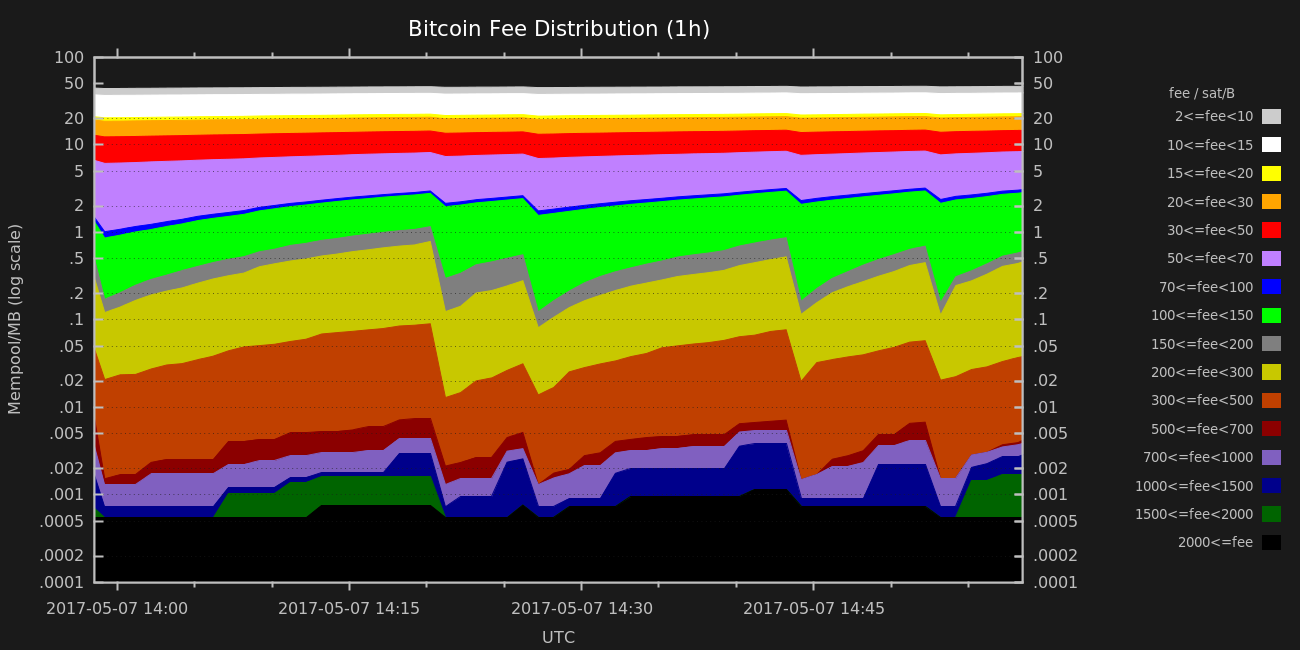 Bitcoin Fee Distribution (1h)
Mempool/MB (log scale)
100
50
20
10
5
2
1
.5
.2
.1
.05
.02
.01
.005
.002
.001
.0005
.0002
.0001
100
50
20
10
5
2
1
.5
.2
.1
.05
.02
.01
.005
.002
.001
.0005
.0002
.0001
2017-05-07 14:00
2017-05-07 14:15
2017-05-07 14:30
2017-05-07 14:45
UTC
fee / sat/B
2<=fee<10
10<=fee<15
15<=fee<20
20<=fee<30
30<=fee<50
50<=fee<70
70<=fee<100
100<=fee<150
150<=fee<200
200<=fee<300
300<=fee<500
500<=fee<700
700<=fee<1000
1000<=fee<1500
1500<=fee<2000
2000<=fee